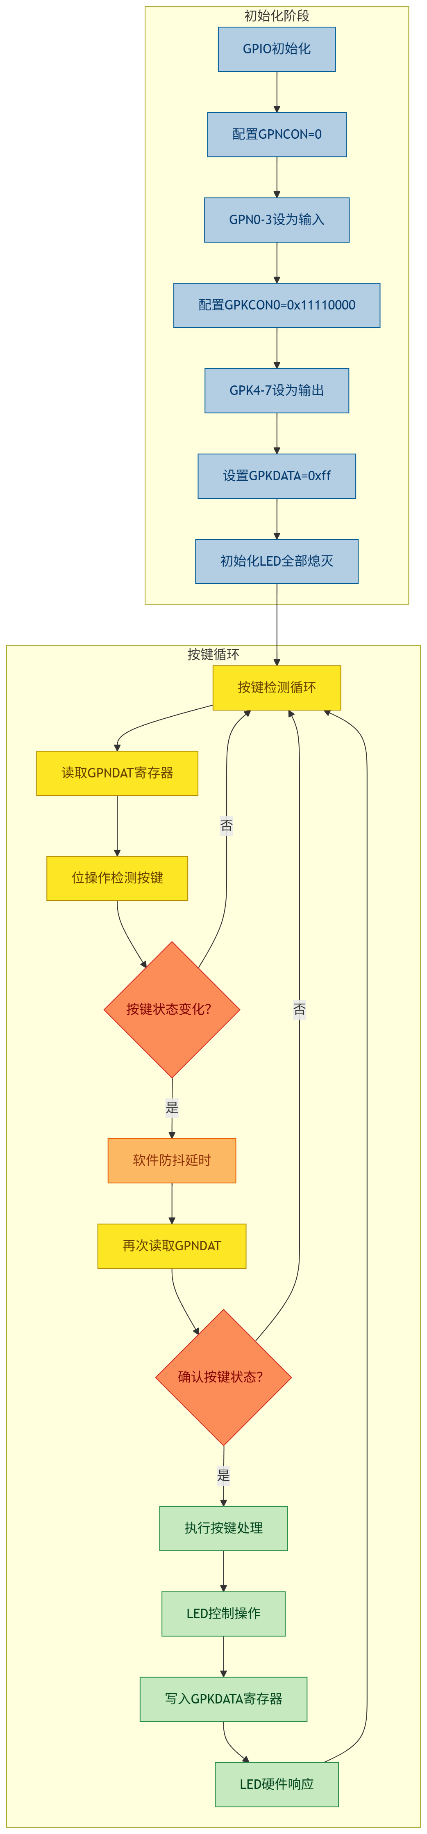 初始化阶段
GPIO初始化
配置GPNCON=0
GPN0-3设为输入
配置GPKCON0=0x11110000
GPK4-7设为输出
设置GPKDATA=0xff
初始化LED全部熄灭
按键循环
按键检测循环
读取GPNDAT寄存器
否
位操作检测按键
按键状态变化?
否
是
软件防抖延时
再次读取GPNDAT
确认按键状态?
是
执行按键处理
LED控制操作
写入GPKDATA寄存器
LED硬件响应